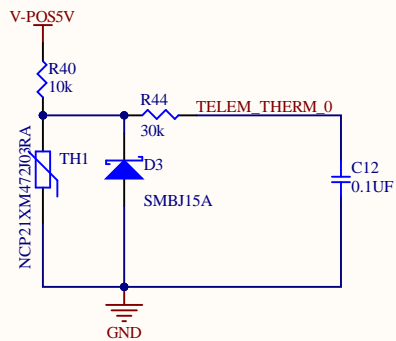 V-POS5V
R40
10k
R44
30k
TELEM_THERM_0
NCP21XM472J03RA
TH1
D3
SMBJ15A
C12
0.1UF
GND